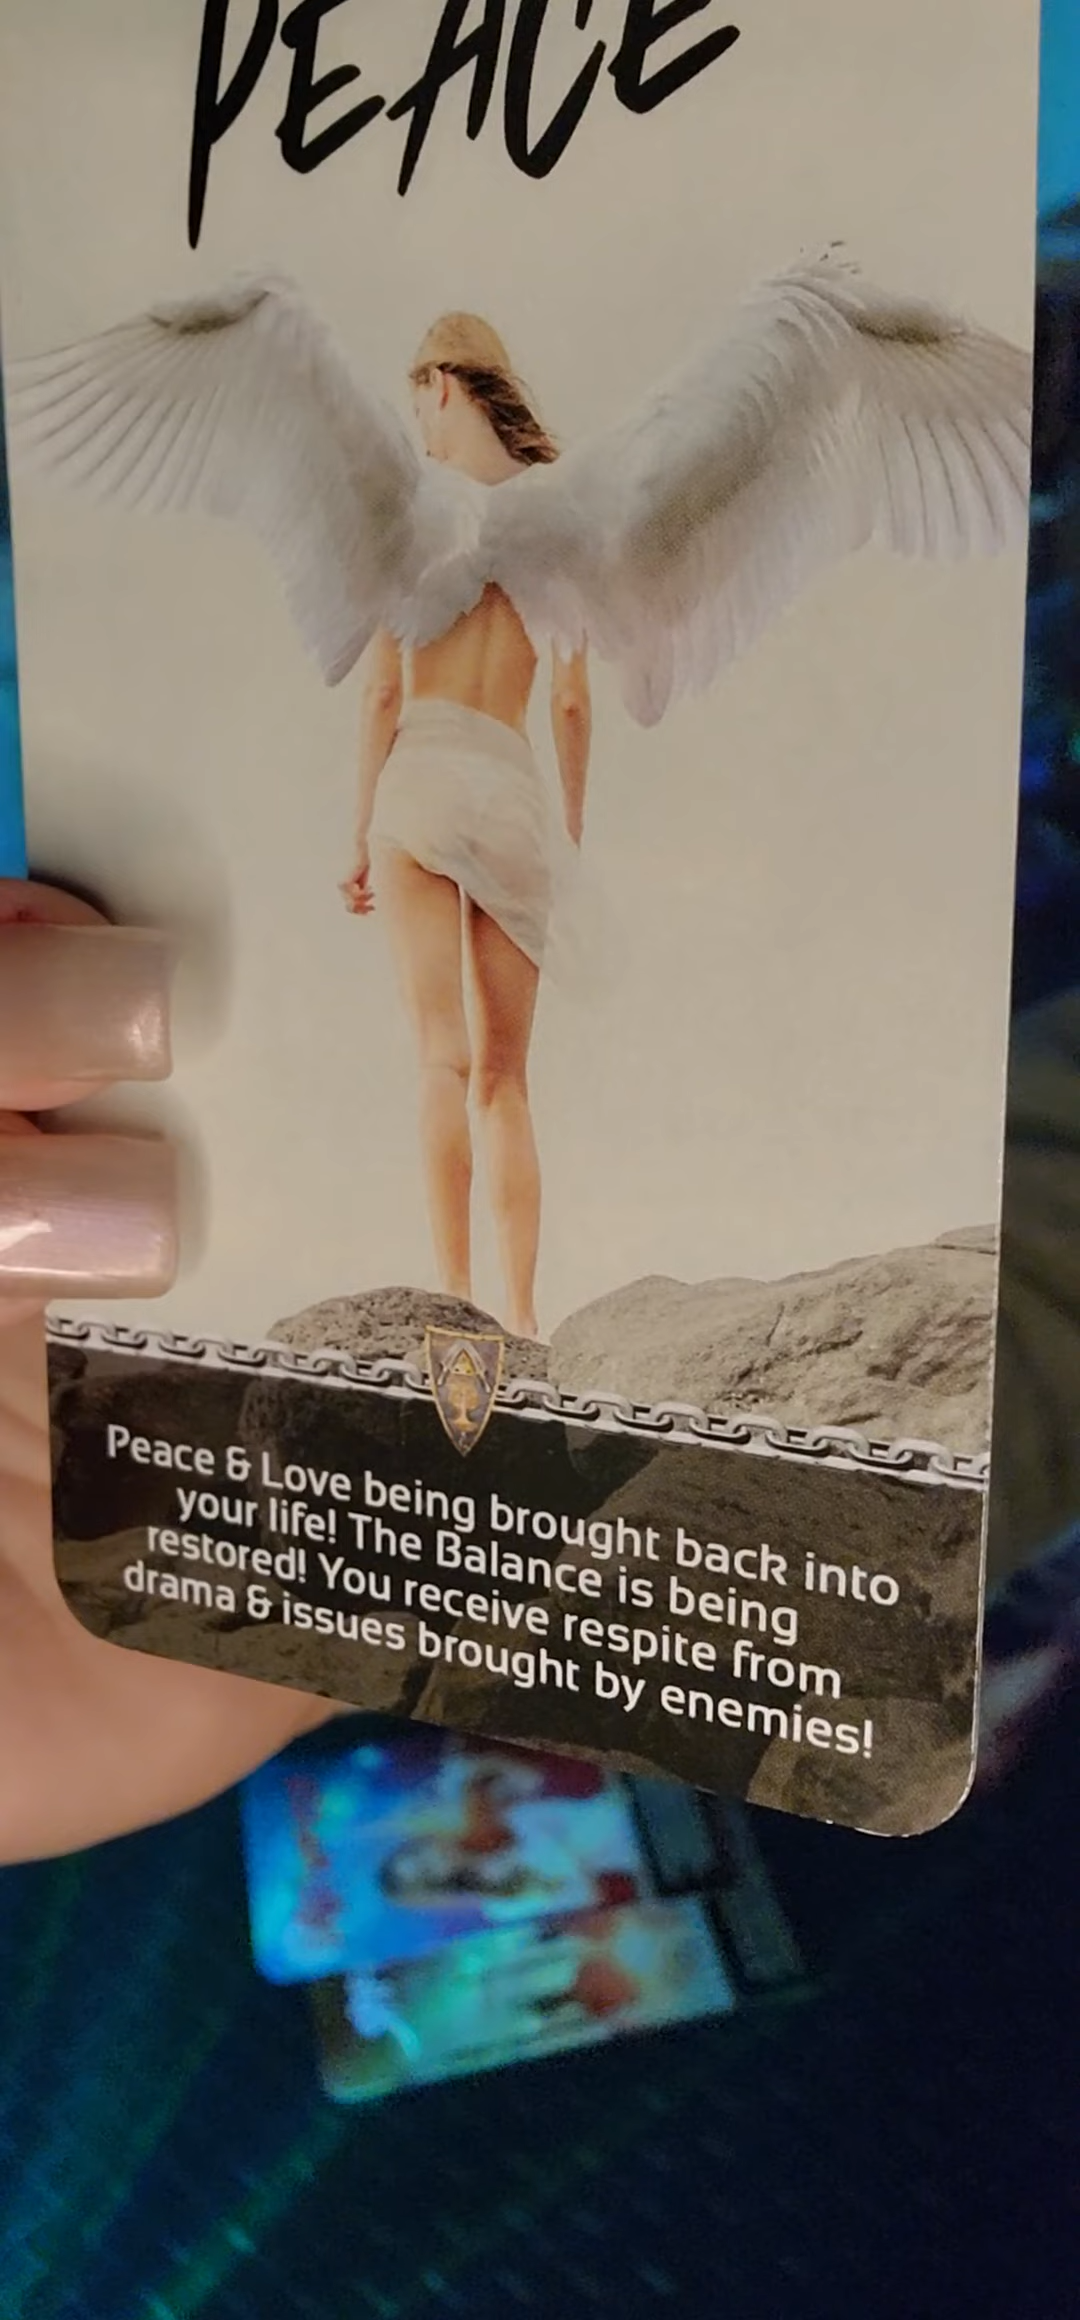 PEACE
Peace & Love being brought back into
your life! The Balance is being
restored! You receive respite from
drama & issues brought by enemies!